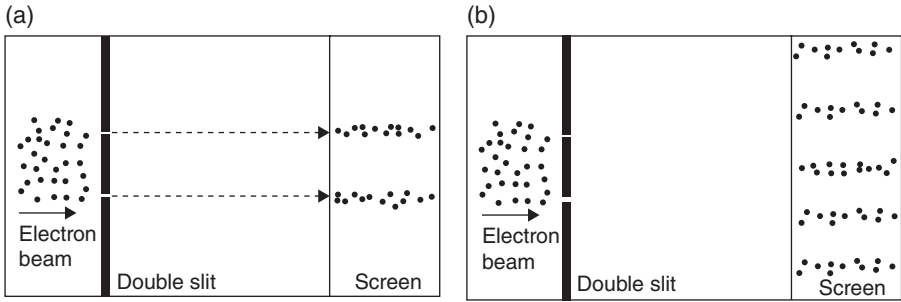 (a)
Electron
beam
Double slit
Screen
(b)
Electron
beam
Double slit
Screen